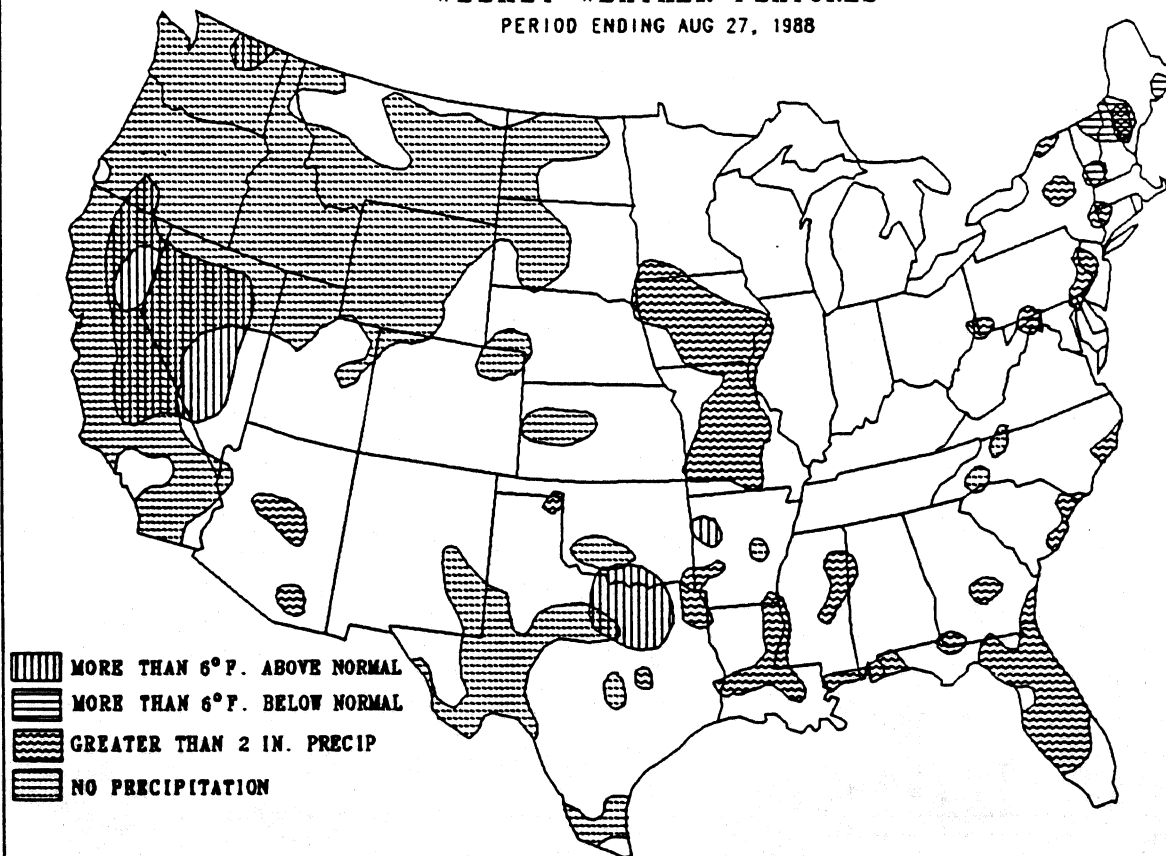 PERIOD ENDING AUG 27, 1988
MORE THAN 6° F. ABOVE NORMAL
MORE THAN 6° F. BELOW NORMAL
GREATER THAN 2 IN. PRECIP
NO PRECIPITATION